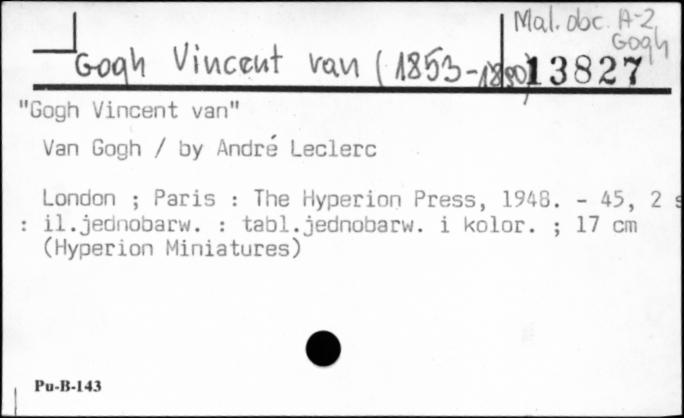 Mal. obc. A-2
Gogh
Gogh Vincent van (1853-1890)
13827
"Gogh Vincent van"
Van Gogh / by André Leclerc
London ; Paris : The Hyperion Press, 1948. - 45, 2 s
: il.jednobarw. : tabl.jednobarw. i kolor. ; 17 cm
(Hyperion Miniatures)
Pu-B-143